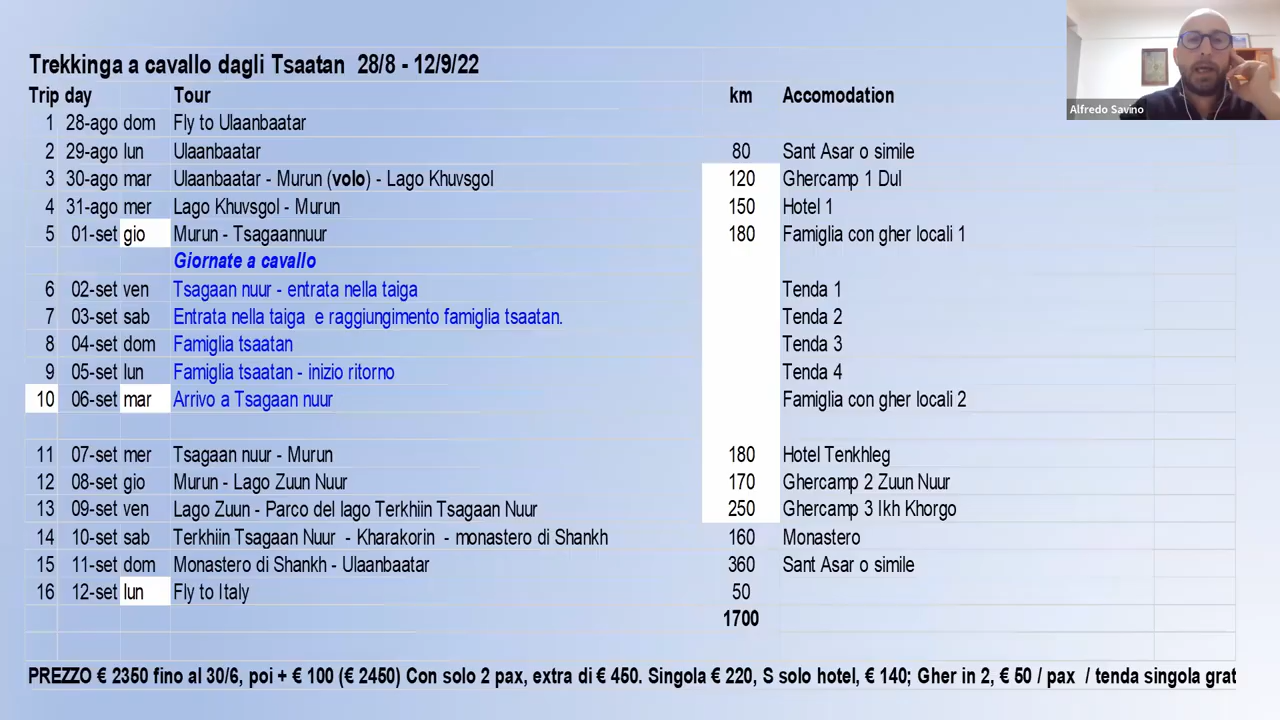 Trekkinga a cavallo dagli Tsaatan 28/8 - 12/9/22
Trip day Tour km Accomodation
1 28-ago dom Fly to Ulaanbaatar
2 29-ago lun Ulaanbaatar 80 Sant Asar o simile
3 30-ago mar Ulaanbaatar - Murun (volo) - Lago Khuvsgol 120 Ghercamp 1 Dul
4 31-ago mer Lago Khuvsgol - Murun 150 Hotel 1
5 01-set gio Murun - Tsagaannuur 180 Famiglia con gher locali 1
Giornate a cavallo
6 02-set ven Tsagaan nuur - entrata nella taiga Tenda 1
7 03-set sab Entrata nella taiga e raggiungimento famiglia tsaatan. Tenda 2
8 04-set dom Famiglia tsaatan Tenda 3
9 05-set lun Famiglia tsaatan - inizio ritorno Tenda 4
10 06-set mar Arrivo a Tsagaan nuur Famiglia con gher locali 2
11 07-set mer Tsagaan nuur - Murun 180 Hotel Tenkhleg
12 08-set gio Murun - Lago Zuun Nuur 170 Ghercamp 2 Zuun Nuur
13 09-set ven Lago Zuun - Parco del lago Terkhiin Tsagaan Nuur 250 Ghercamp 3 Ikh Khorgo
14 10-set sab Terkhiin Tsagaan Nuur - Kharakorin - monastero di Shankh 160 Monastero
15 11-set dom Monastero di Shankh - Ulaanbaatar 360 Sant Asar o simile
16 12-set lun Fly to Italy 50
1700
PREZZO € 2350 fino al 30/6, poi + € 100 (€ 2450) Con solo 2 pax, extra di € 450. Singola € 220, S solo hotel, € 140; Gher in 2, € 50 / pax / tenda singola grat
Alfredo Savino